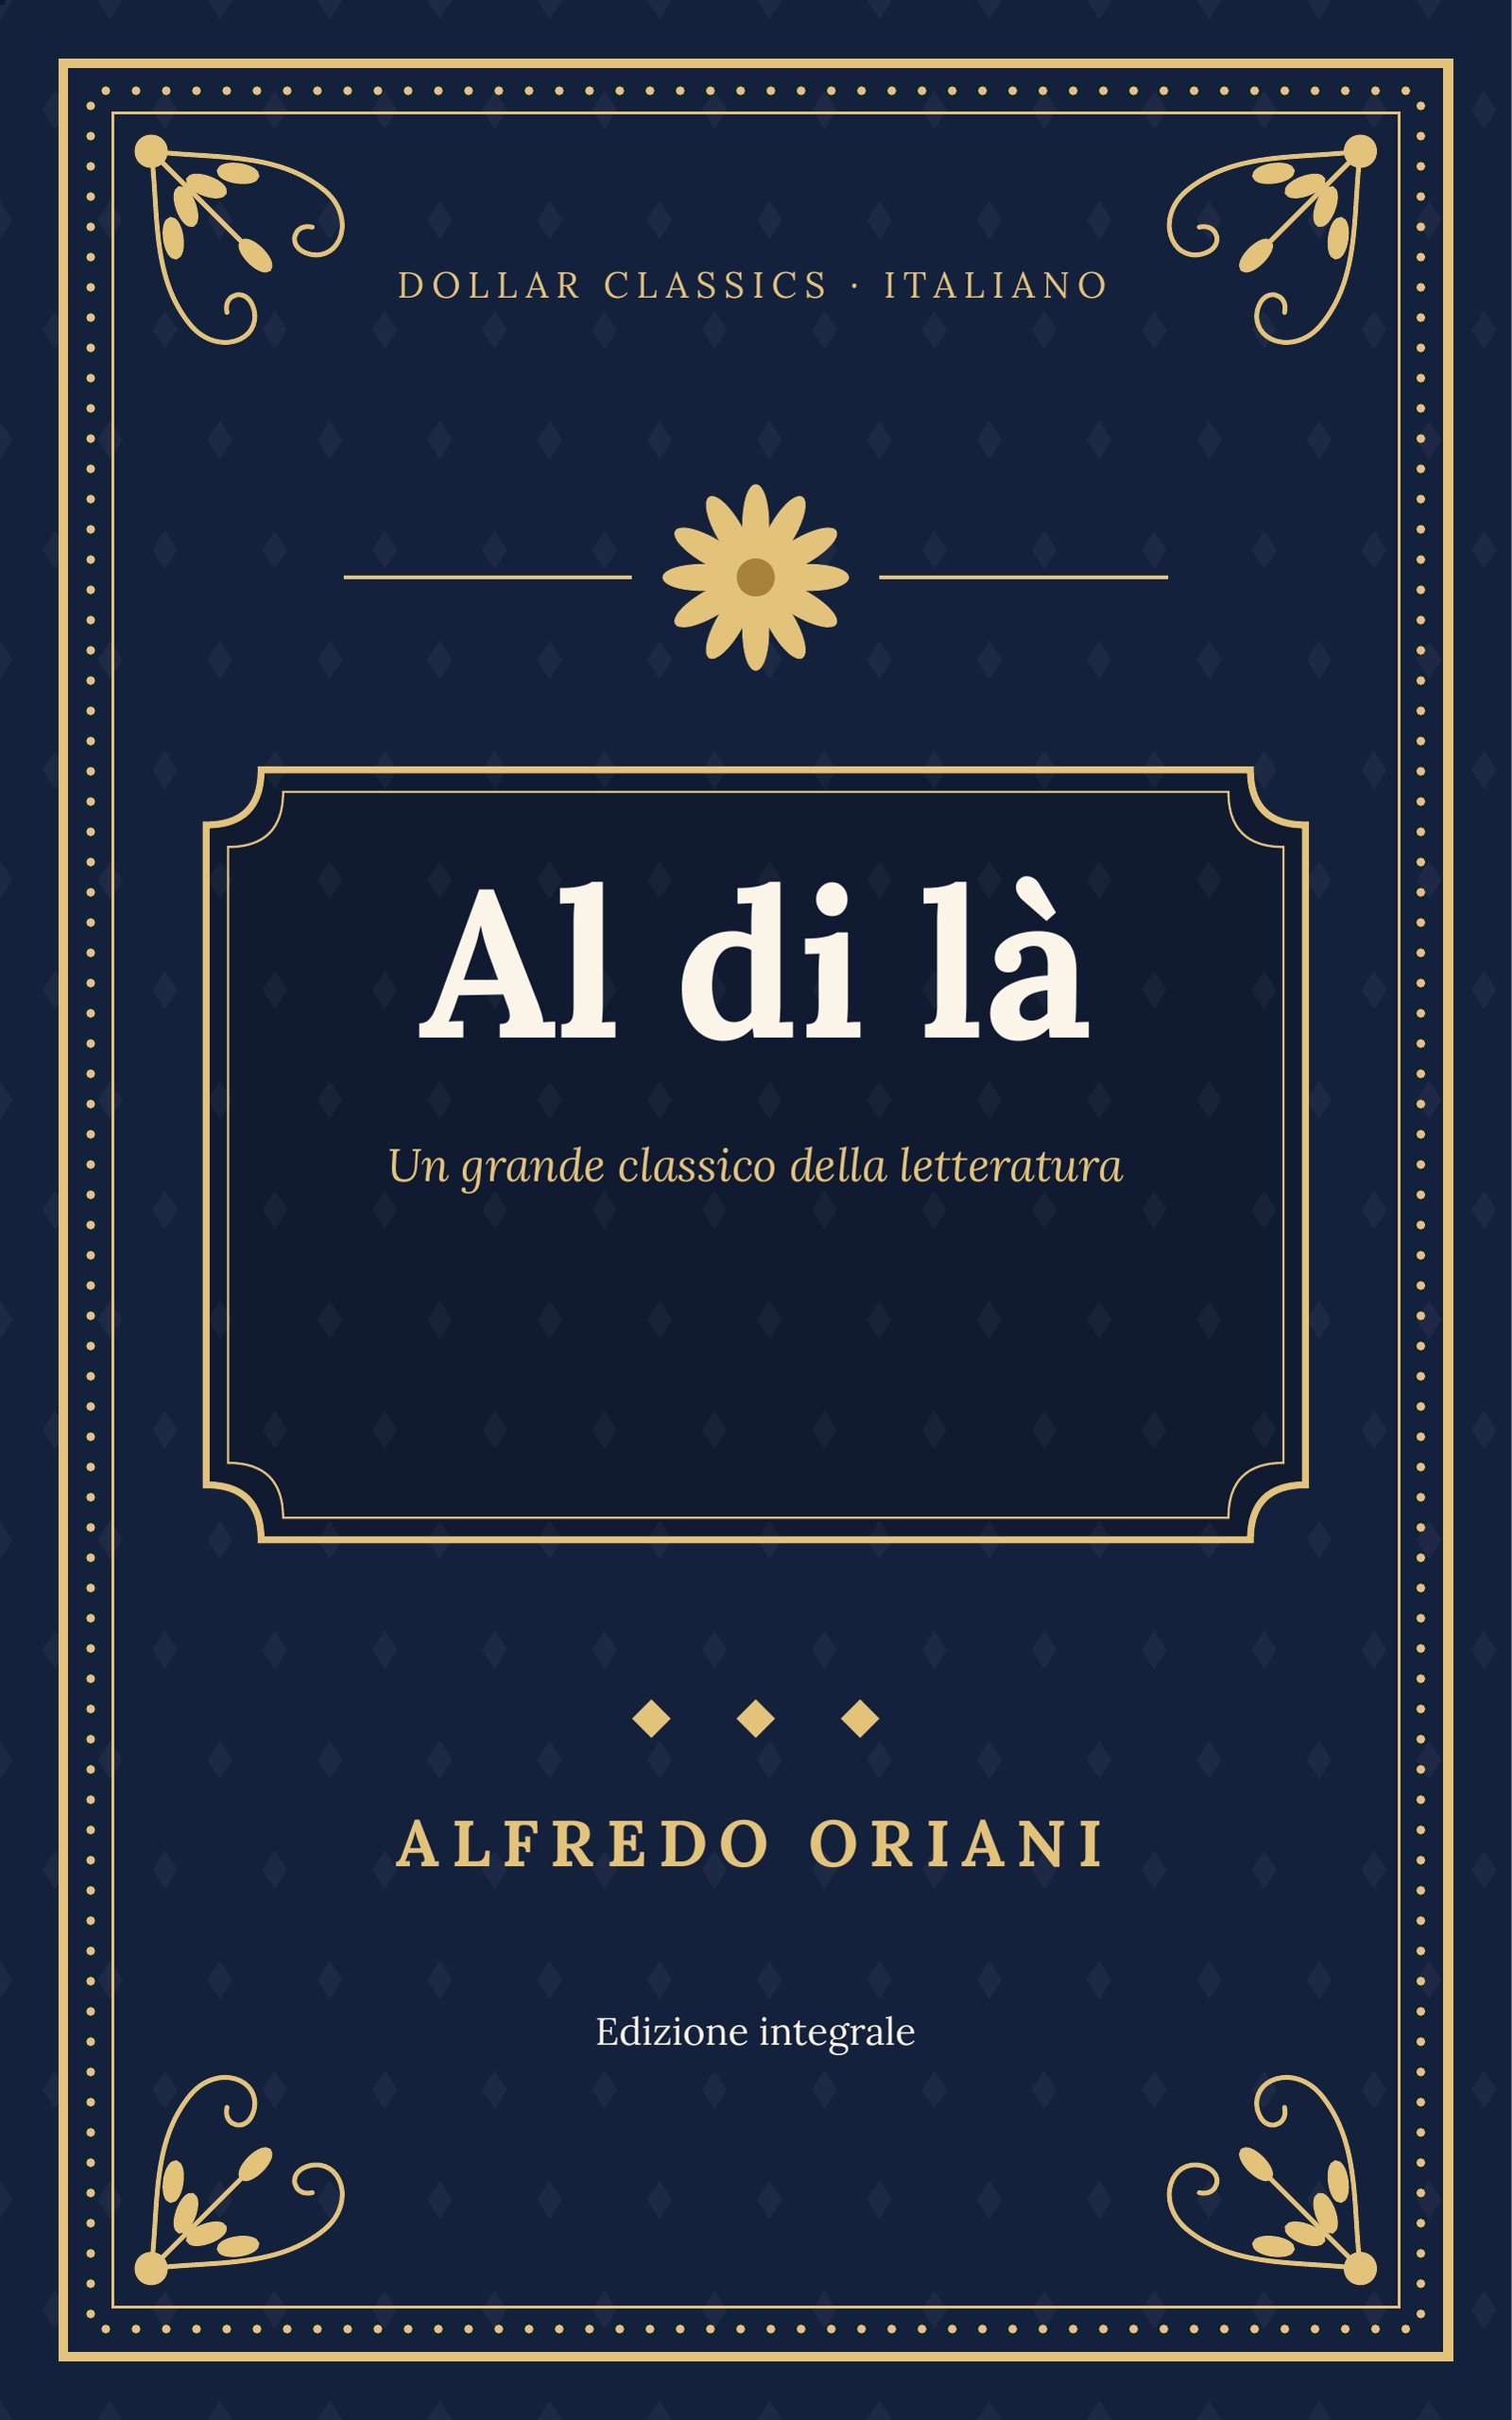 DOLLAR CLASSICS · ITALIANO
Al di là
Un grande classico della letteratura
ALFREDO ORIANI
Edizione integrale